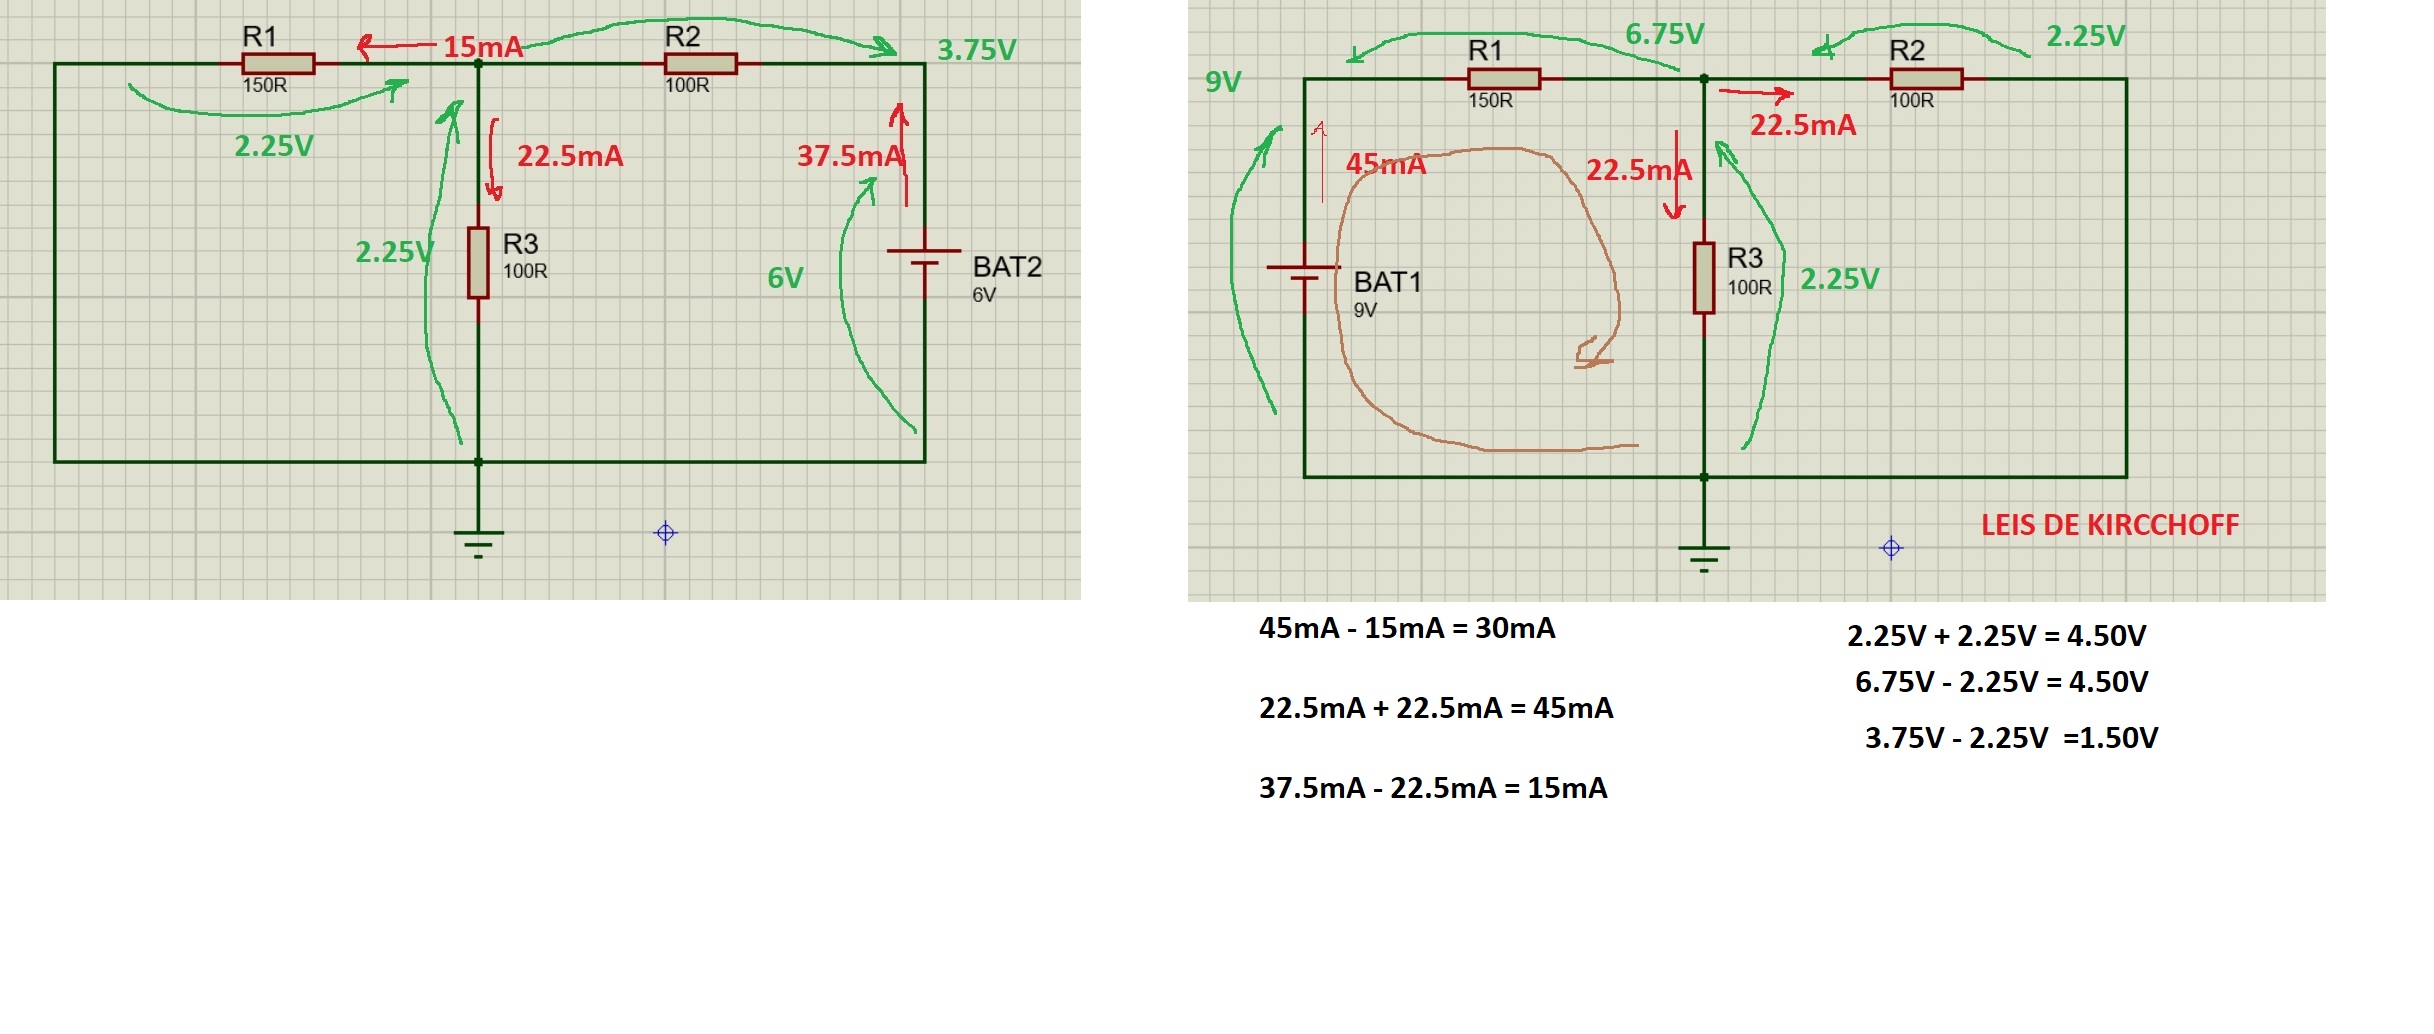 R1
150R
15mA
R2
100R
3.75V
2.25V
22.5mA
37.5mA
2.25V
R3
100R
6V
BAT2
6V
9V
R1
150R
6.75V
R2
100R
2.25V
22.5mA
45mA
22.5mA
BAT1
9V
R3
100R
2.25V
LEIS DE KIRCCHOFF
45mA - 15mA = 30mA
22.5mA + 22.5mA = 45mA
37.5mA - 22.5mA = 15mA
2.25V + 2.25V = 4.50V
6.75V - 2.25V = 4.50V
3.75V - 2.25V =1.50V